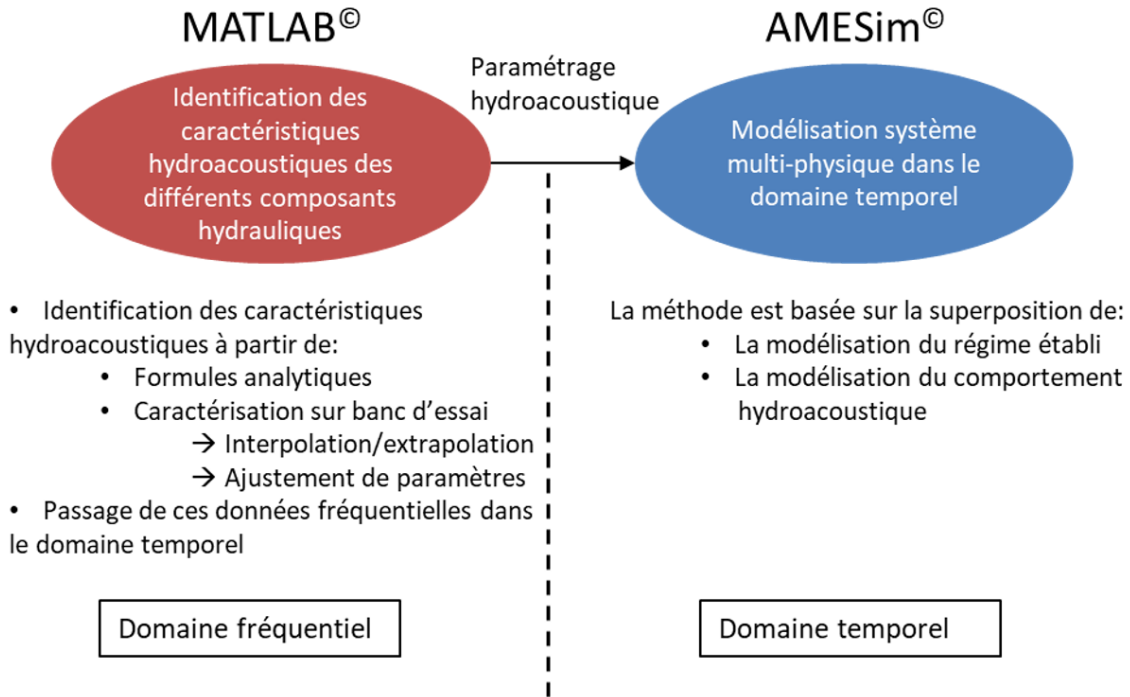 MATLAB©
Identification des
caractéristiques
hydroacoustiques des
différents composants
hydrauliques
Paramétrage
hydroacoustique
AMESim©
Modélisation système
multi-physique dans le
domaine temporel
• Identification des caractéristiques
hydroacoustiques à partir de:
• Formules analytiques
• Caractérisation sur banc d'essai
→ Interpolation/extrapolation
→ Ajustement de paramètres
• Passage de ces données fréquentielles dans
le domaine temporel
Domaine fréquentiel
La méthode est basée sur la superposition de:
• La modélisation du régime établi
• La modélisation du comportement
hydroacoustique
Domaine temporel